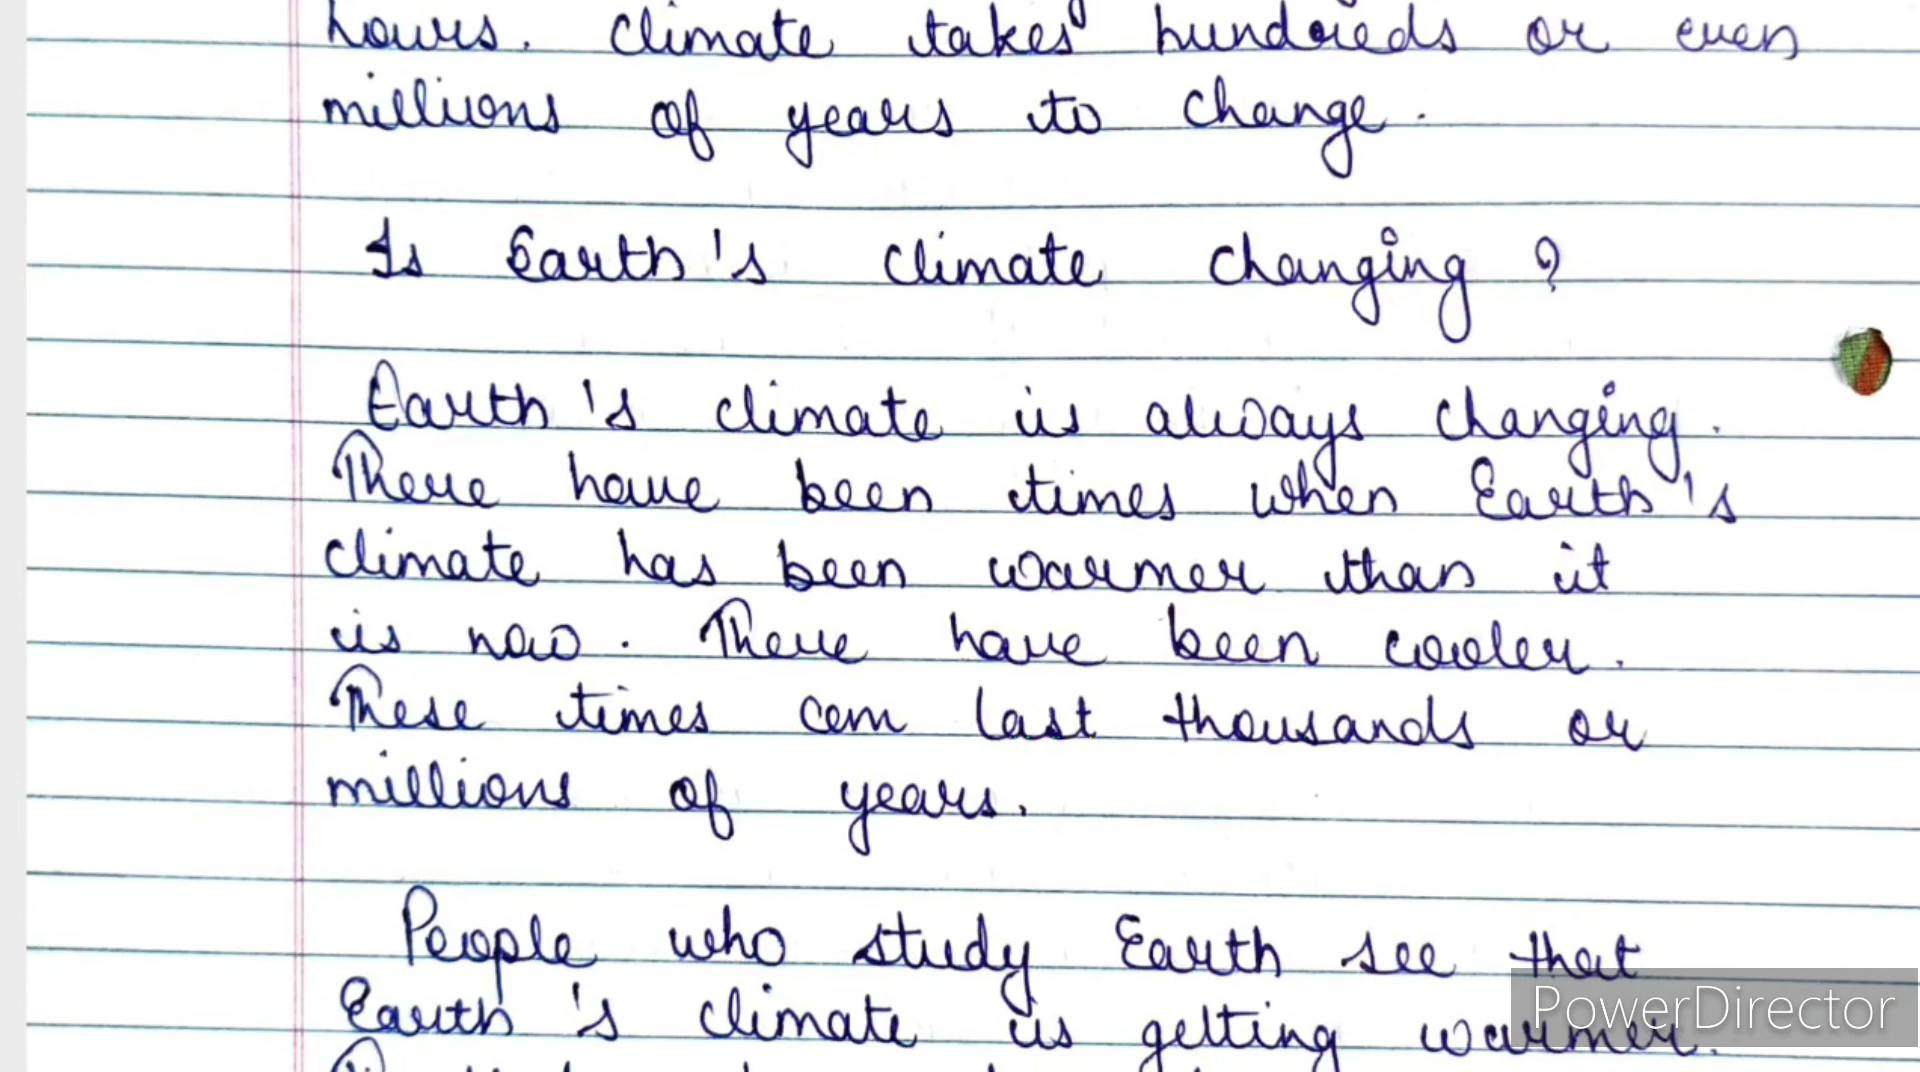 hours. Climate takes hundreds or even
millions of years to change.
Is Earth's climate changing ?
Earth's climate is always changing.
There have been times when Earth's
climate has been warmer than it
is now. There have been cooler.
These times can last thousands or
millions of years.
People who study Earth see that
Earth's climate is getting warmer.
PowerDirector